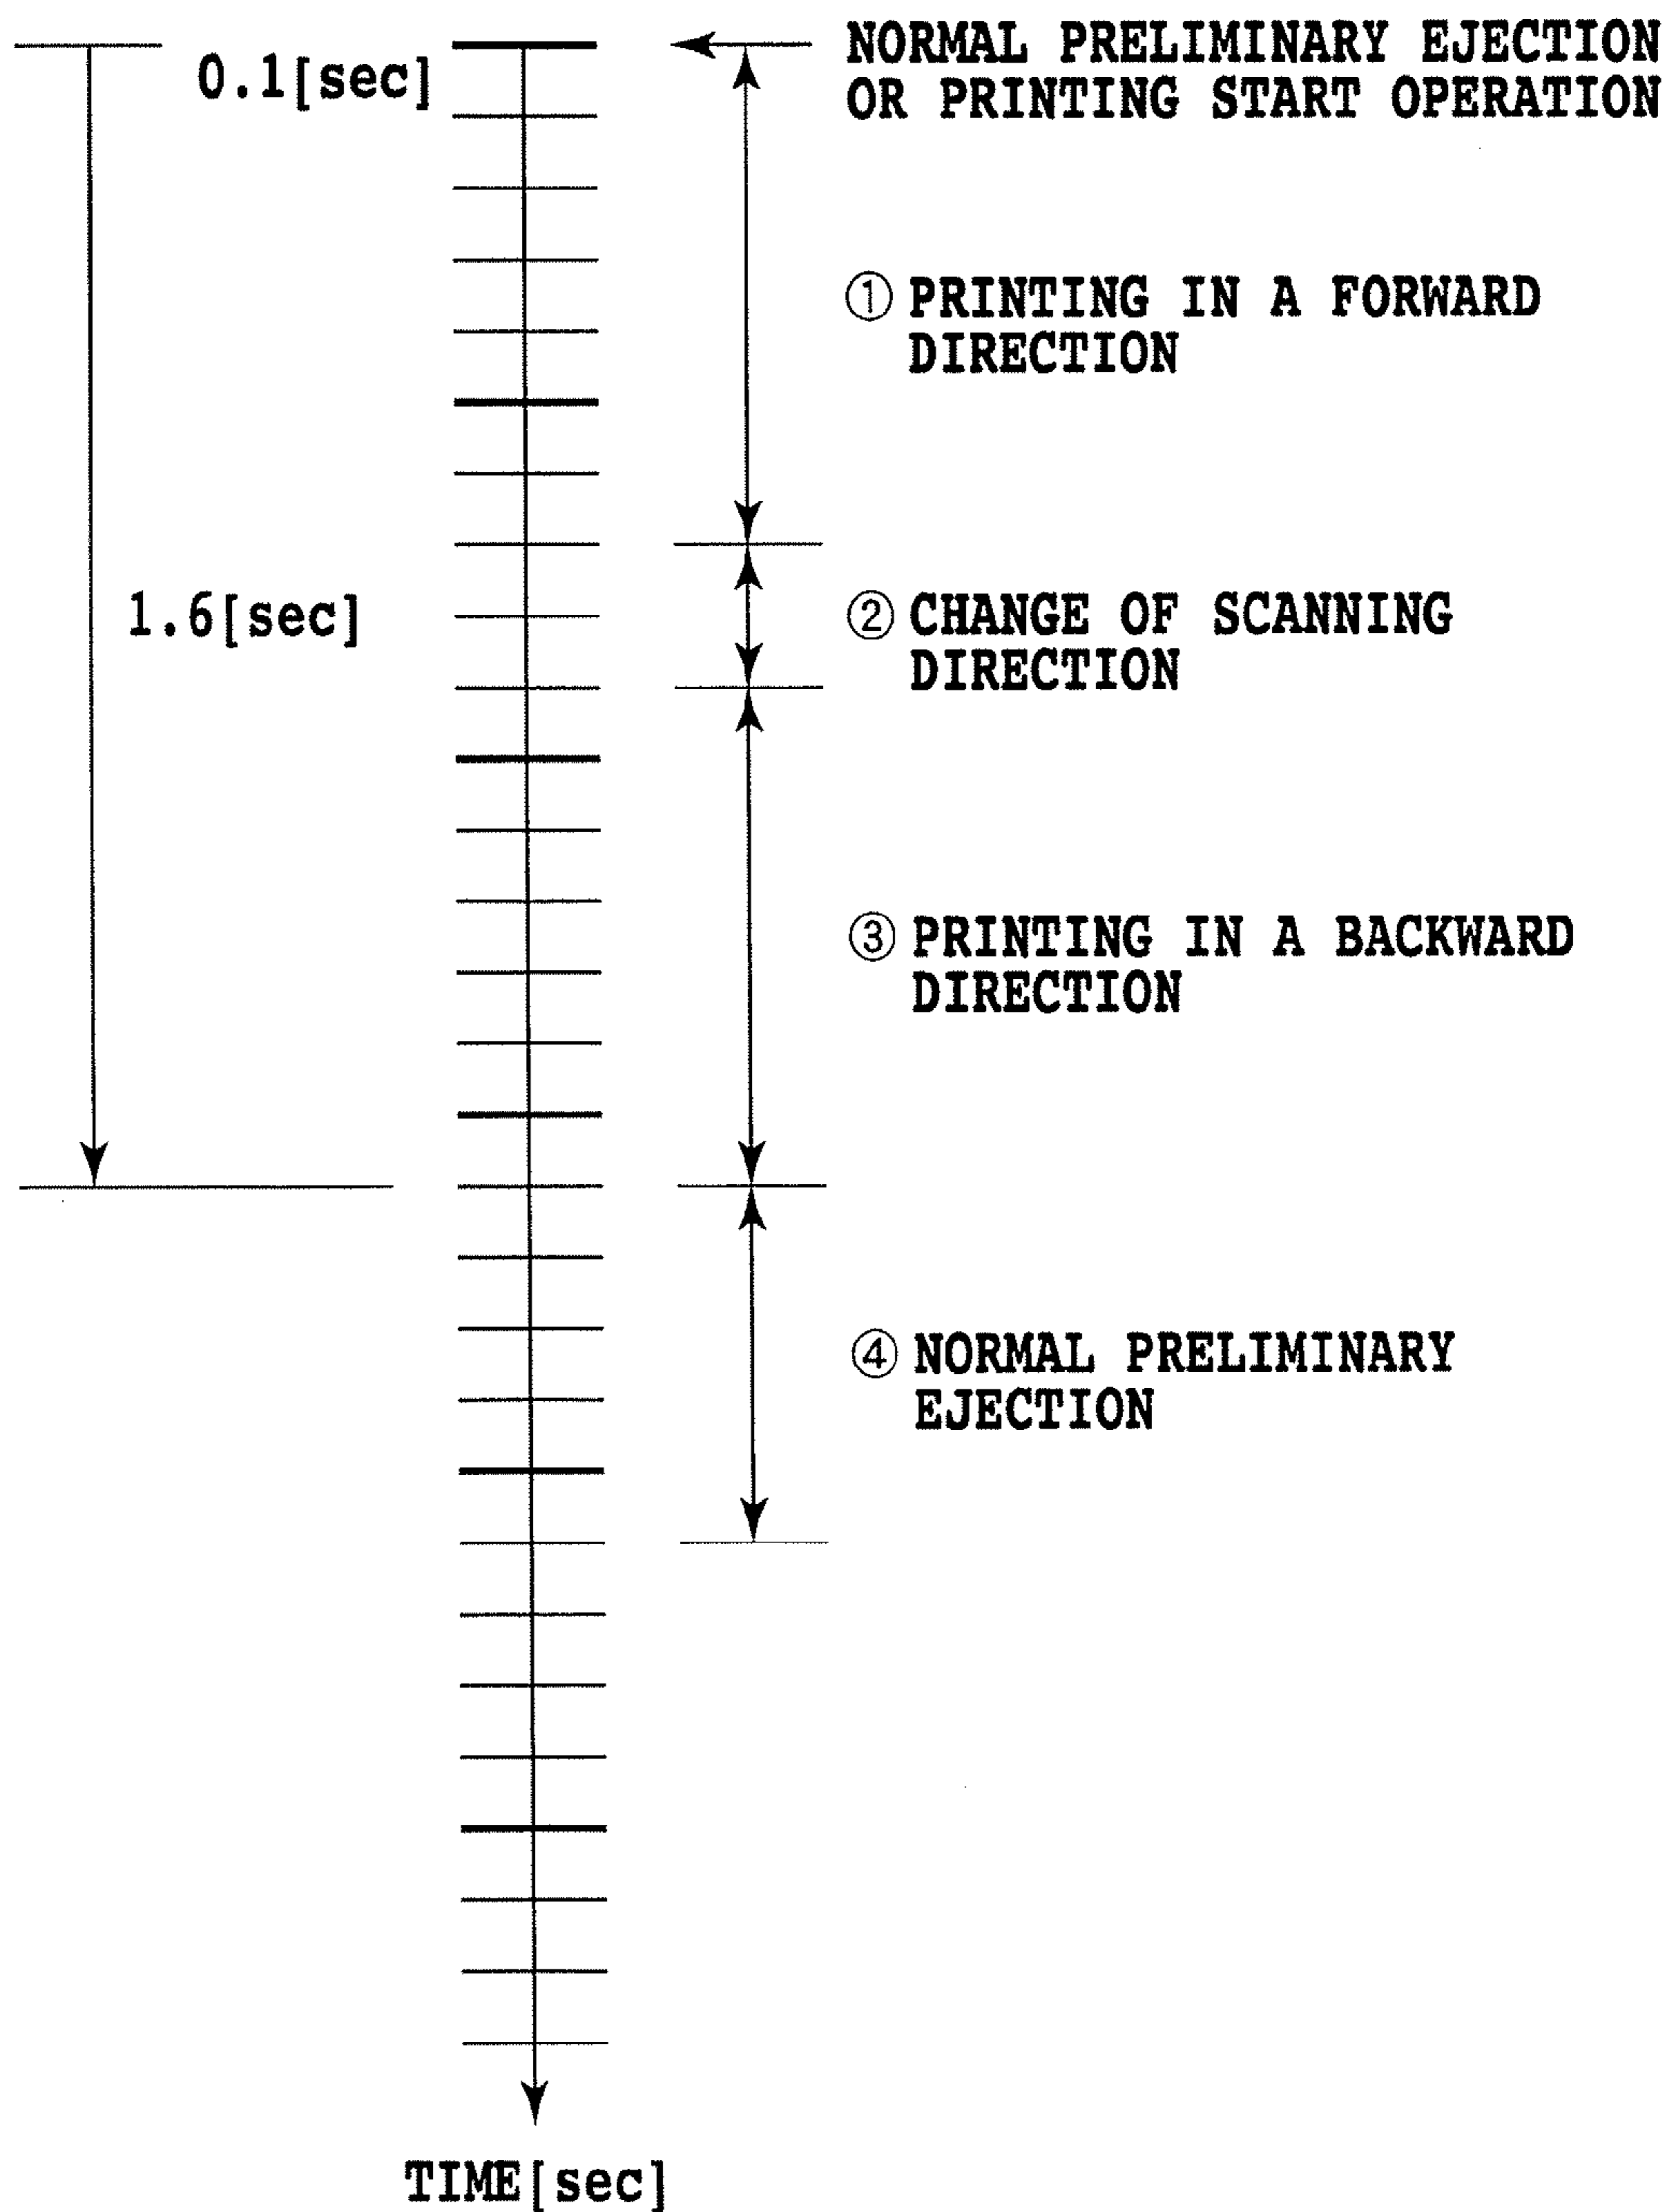 NORMAL PRELIMINARY EJECTION
OR PRINTING START OPERATION
0.1[sec]
① PRINTING IN A FORWARD
DIRECTION
1.6[sec]
② CHANGE OF SCANNING
DIRECTION
③ PRINTING IN A BACKWARD
DIRECTION
④ NORMAL PRELIMINARY
EJECTION
TIME[sec]